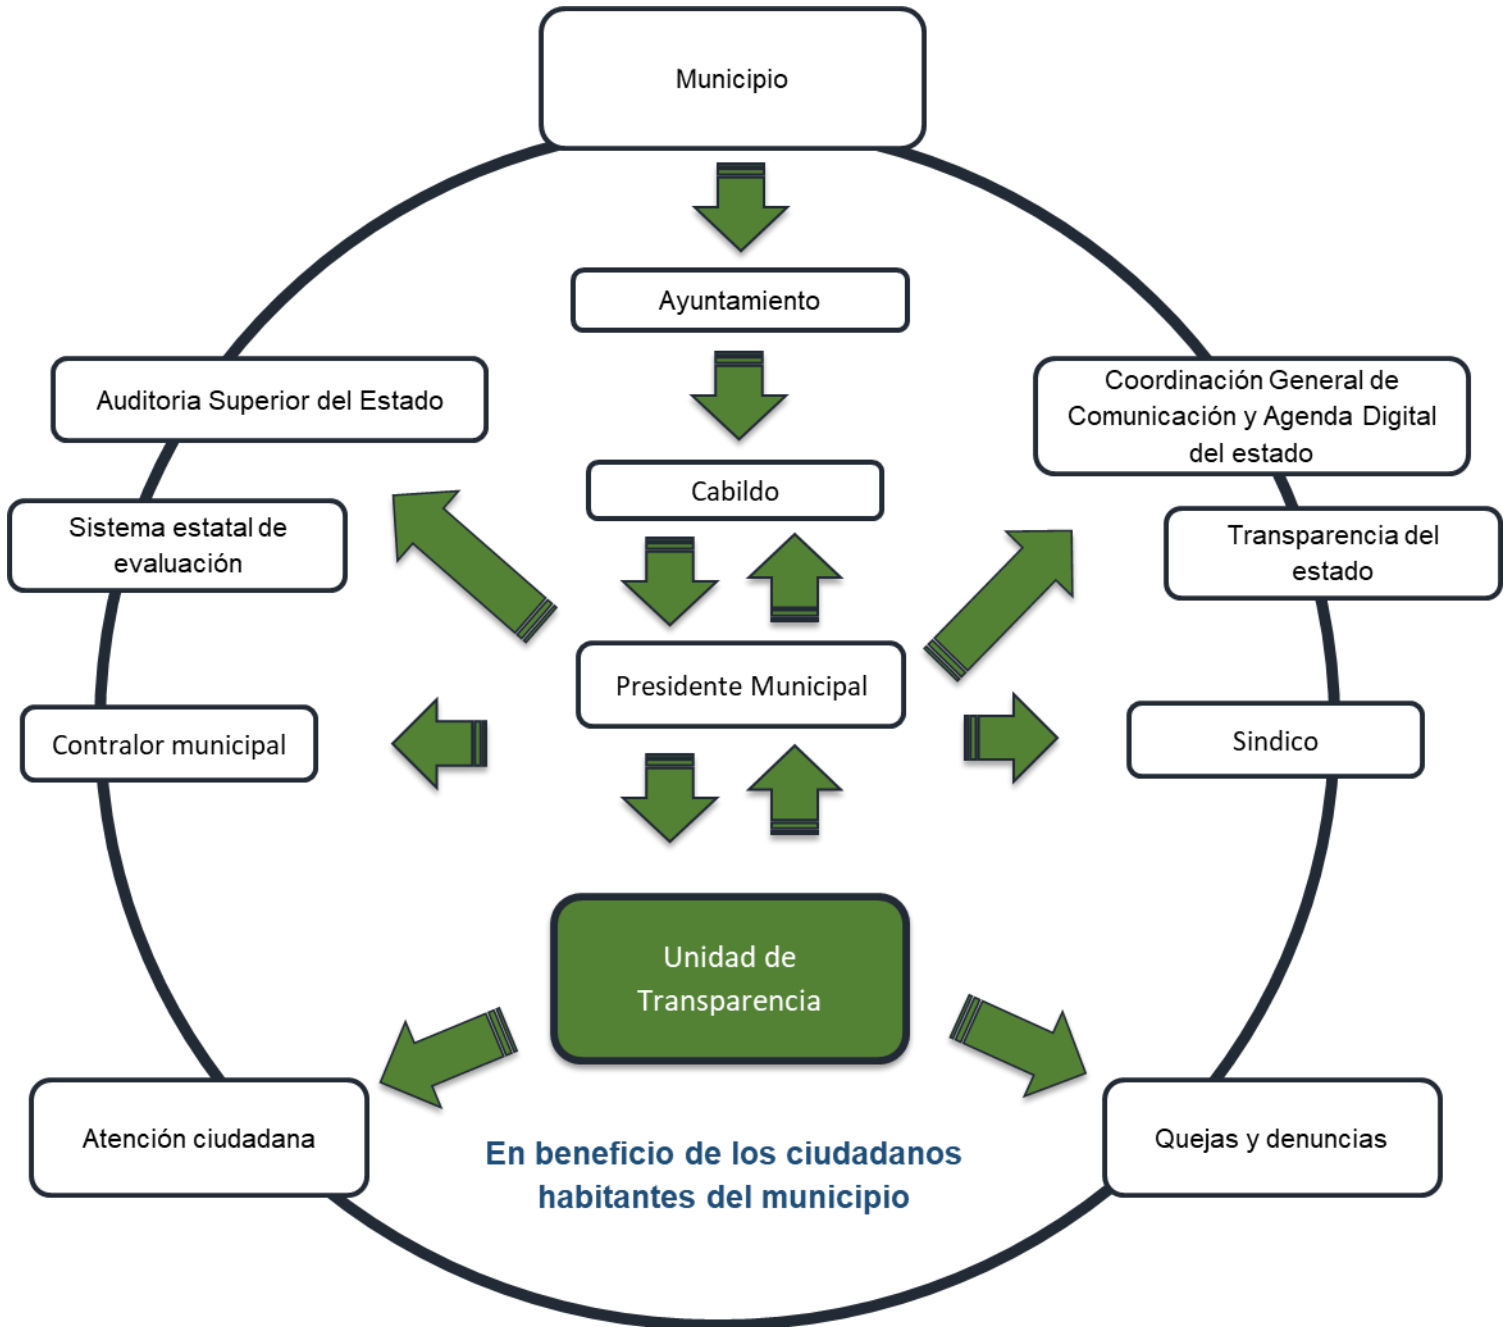 Municipio
Ayuntamiento
Auditoria Superior del Estado
Coordinación General de
Comunicación y Agenda Digital
del estado
Cabildo
Sistema estatal de
evaluación
Transparencia del
estado
Presidente Municipal
Contralor municipal
Sindico
Unidad de
Transparencia
Atención ciudadana
Quejas y denuncias
En beneficio de los ciudadanos
habitantes del municipio